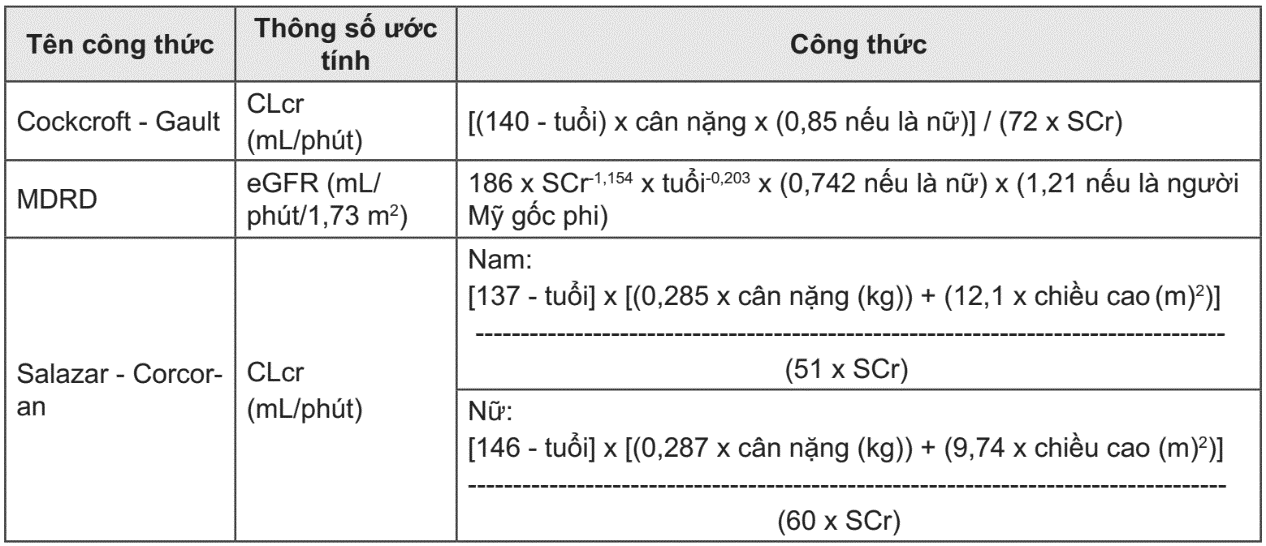 Tên công thức
Thông số ước
tính
Công thức
Cockcroft - Gault
CLcr
(mL/phút)
[(140 - tuổi) x cân nặng x (0,85 nếu là nữ)] / (72 x SCr)
MDRD
eGFR (mL/
phút/1,73 m²)
186 x SCr⁻¹,¹⁵⁴ x tuổi⁻⁰,²⁰³ x (0,742 nếu là nữ) x (1,21 nếu là người
Mỹ gốc phi)
Salazar - Corcor-
an
CLcr
(mL/phút)
Nam:
[137 - tuổi] x [(0,285 x cân nặng (kg)) + (12,1 x chiều cao (m)²)]
------------------------------------------------------------------------------------
(51 x SCr)
Nữ:
[146 - tuổi] x [(0,287 x cân nặng (kg)) + (9,74 x chiều cao (m)²)]
------------------------------------------------------------------------------------
(60 x SCr)